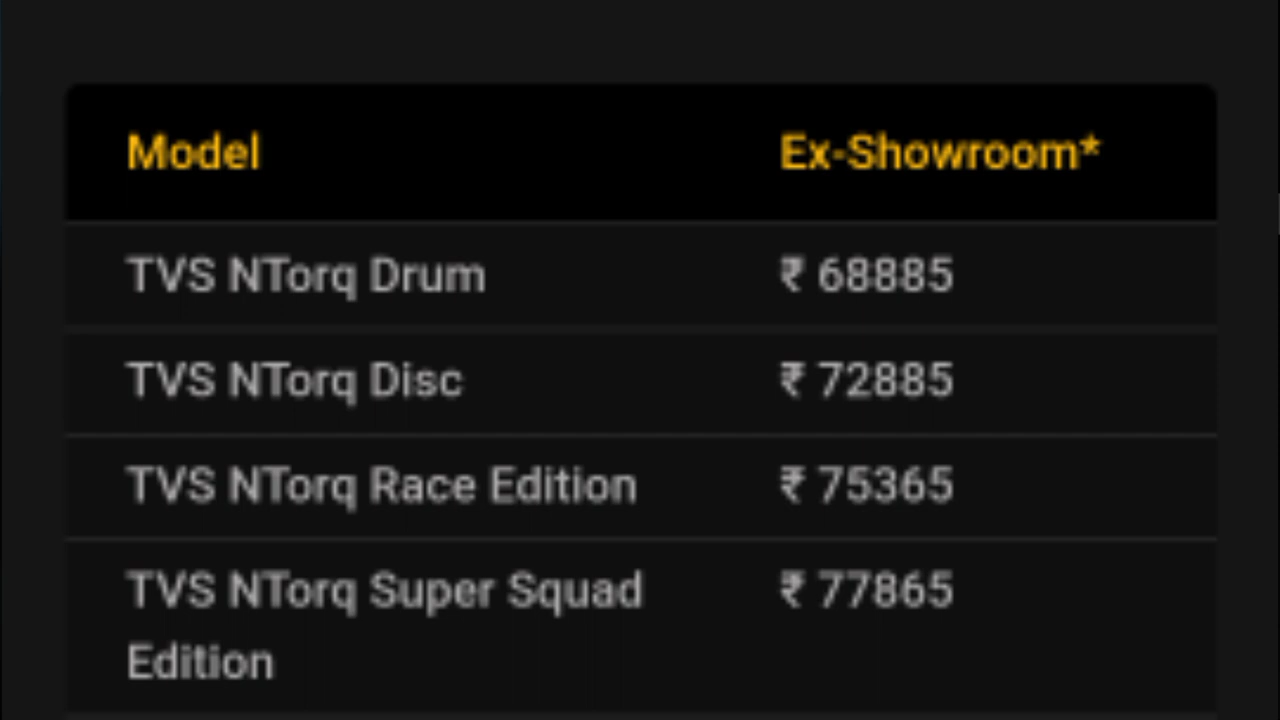 Model Ex-Showroom*
TVS NTorq Drum ₹ 68885
TVS NTorq Disc ₹ 72885
TVS NTorq Race Edition ₹ 75365
TVS NTorq Super Squad ₹ 77865
Edition